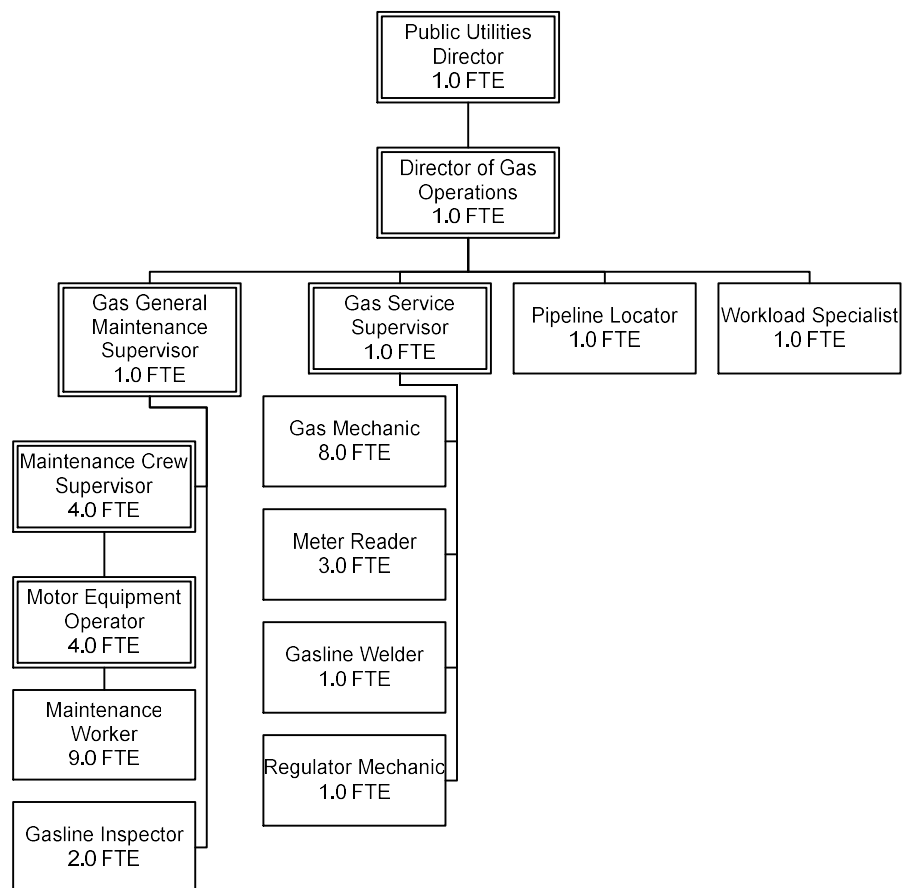 Public Utilities
Director
1.0 FTE
Director of Gas
Operations
1.0 FTE
Gas General
Maintenance
Supervisor
1.0 FTE
Gas Service
Supervisor
1.0 FTE
Pipeline Locator
1.0 FTE
Workload Specialist
1.0 FTE
Maintenance Crew
Supervisor
4.0 FTE
Motor Equipment
Operator
4.0 FTE
Maintenance
Worker
9.0 FTE
Gasline Inspector
2.0 FTE
Gas Mechanic
8.0 FTE
Meter Reader
3.0 FTE
Gasline Welder
1.0 FTE
Regulator Mechanic
1.0 FTE